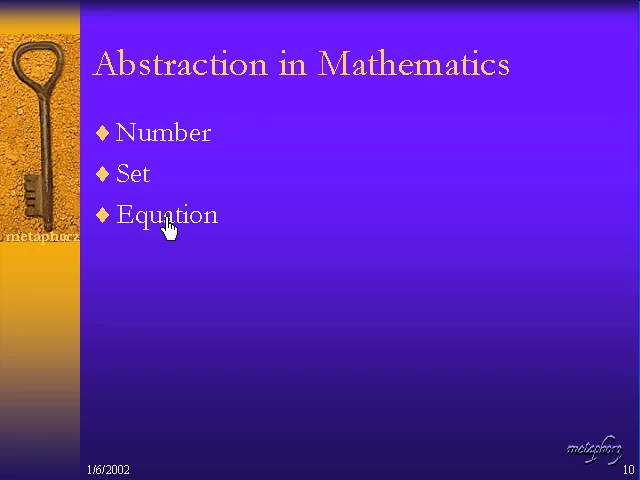 Abstraction in Mathematics
Number
Set
Equation
metaphorz
metaphorz
1/6/2002
10